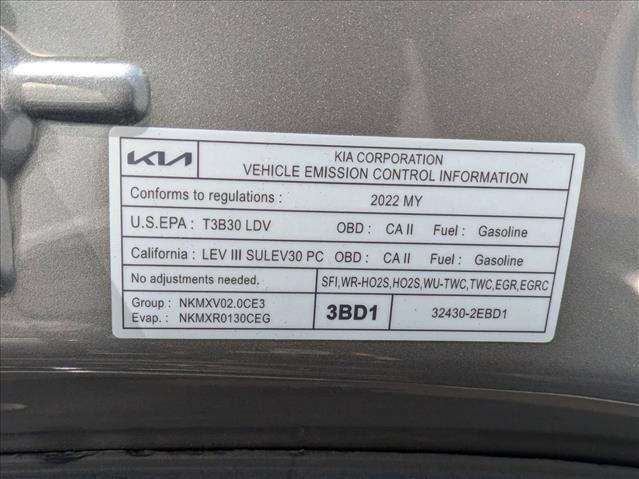 KIA KIA CORPORATION
VEHICLE EMISSION CONTROL INFORMATION
Conforms to regulations : 2022 MY
U.S.EPA : T3B30 LDV OBD : CA II Fuel : Gasoline
California : LEV III SULEV30 PC OBD : CA II Fuel : Gasoline
No adjustments needed. SFI,WR-HO2S,HO2S,WU-TWC,TWC,EGR,EGRC
Group : NKMXV02.0CE3
Evap. : NKMXR0130CEG
3BD1 32430-2EBD1